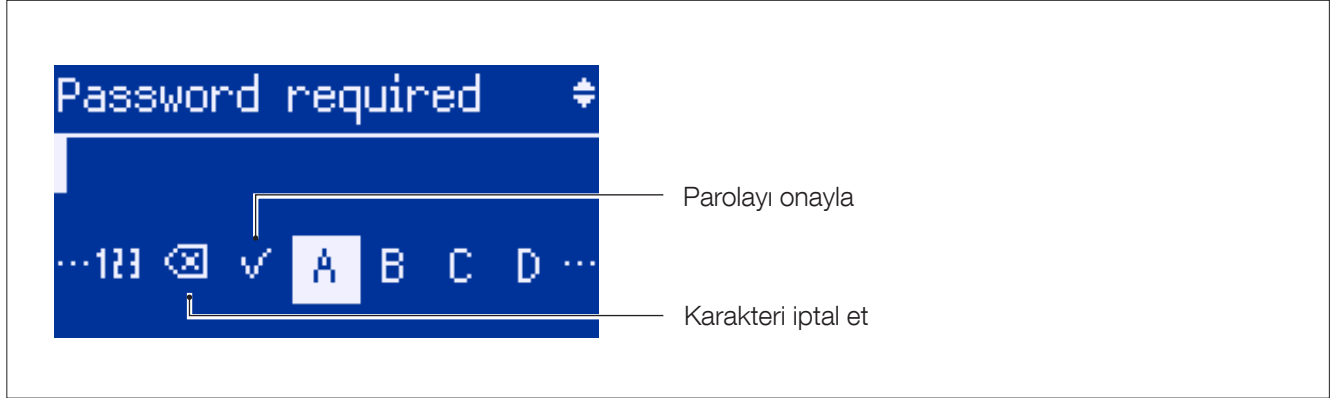 Password required
Parolayı onayla
…123 A B C D …
Karakteri iptal et